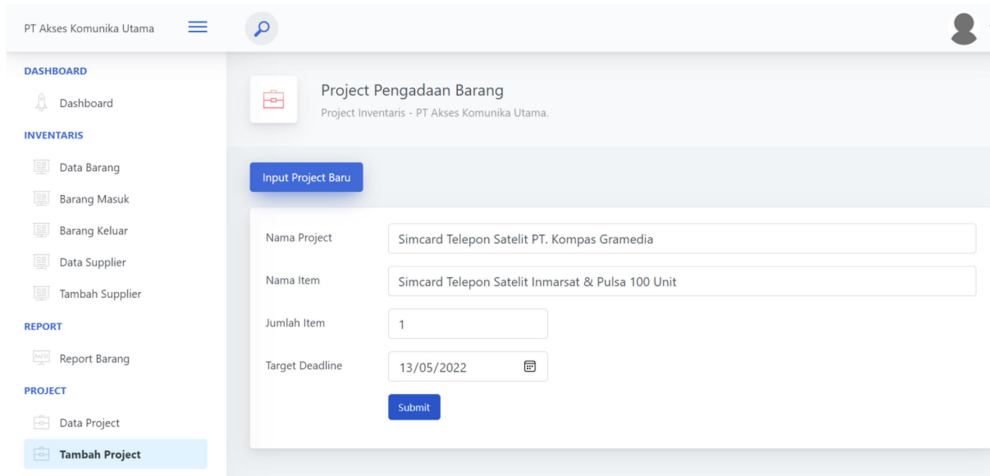 PT Akses Komunika Utama
DASHBOARD
Dashboard
INVENTARIS
Data Barang
Barang Masuk
Barang Keluar
Data Supplier
Tambah Supplier
REPORT
Report Barang
PROJECT
Data Project
Tambah Project
Project Pengadaan Barang
Project Inventaris - PT Akses Komunika Utama.
Input Project Baru
Nama Project Simcard Telepon Satelit PT. Kompas Gramedia
Nama Item Simcard Telepon Satelit Inmarsat & Pulsa 100 Unit
Jumlah Item 1
Target Deadline 13/05/2022
Submit